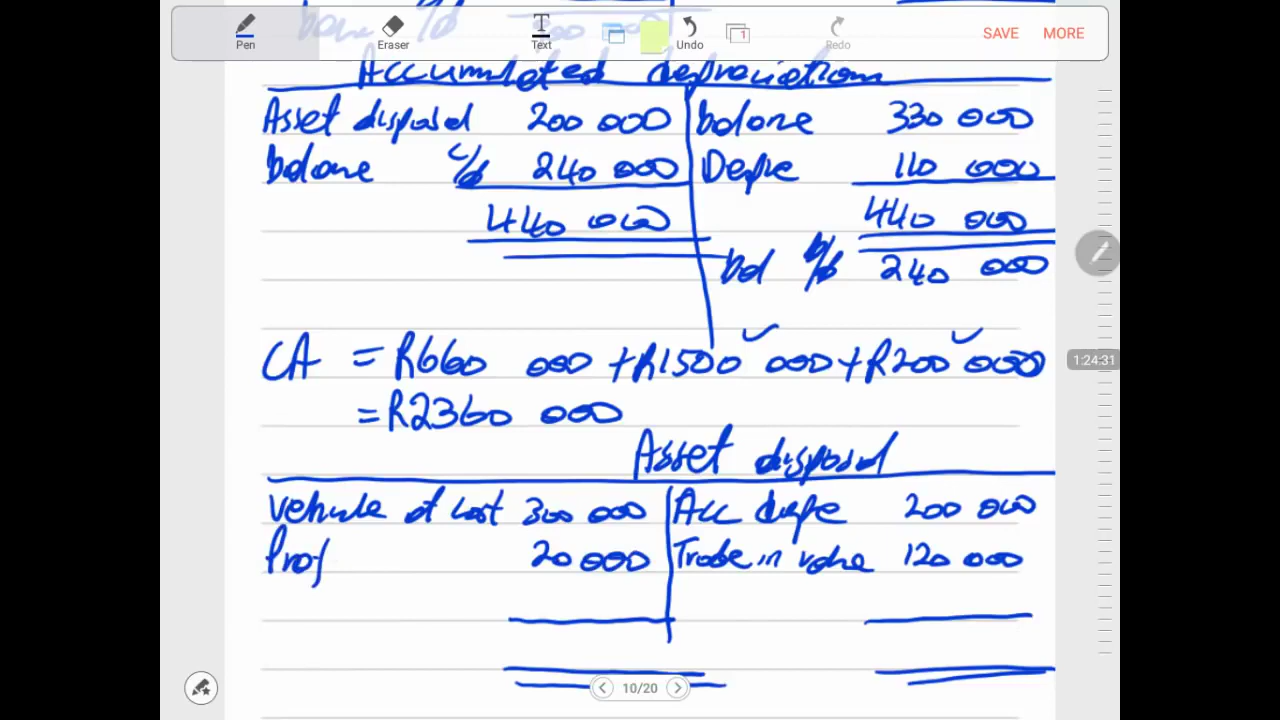 Pen Eraser Text Undo 1 Redo SAVE MORE
Accumulated depreciation
Asset disposal 200 000 balance 330 000
balance c/d 240 000 Depre 110 000
440 000 440 000
bal b/d 240 000
CA = R660 000 + R1500 000 + R200 000
= R2360 000
1:24:31
Asset disposal
Vehicle at cost 300 000 Acc depre 200 000
Prof 20 000 Trade in value 120 000
10/20